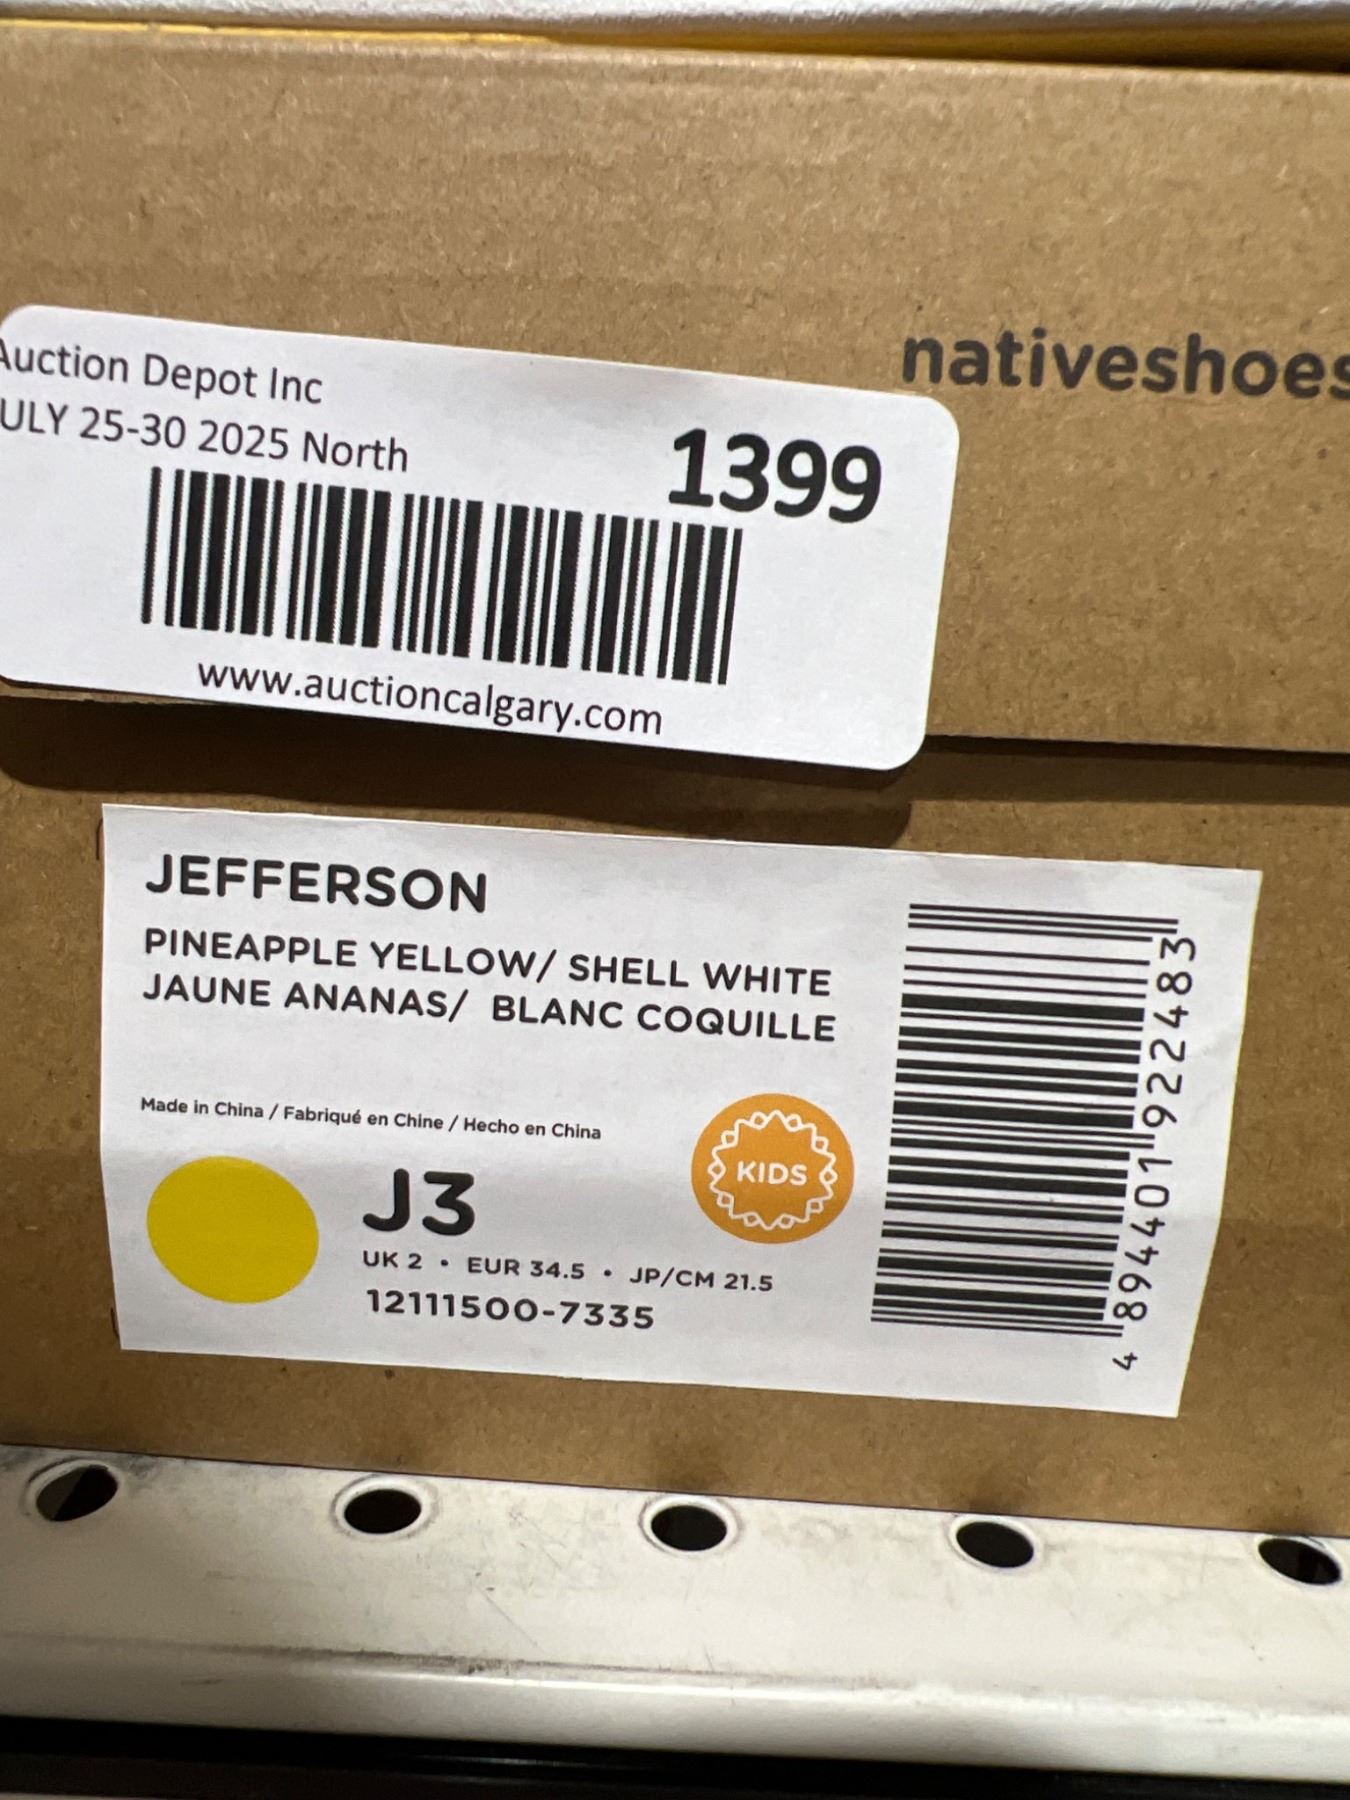 nativeshoes
Auction Depot Inc
ULY 25-30 2025 North
1399
www.auctioncalgary.com
JEFFERSON
PINEAPPLE YELLOW/ SHELL WHITE
JAUNE ANANAS/ BLANC COQUILLE
Made in China / Fabriqué en Chine / Hecho en China
KIDS
J3
UK 2 • EUR 34.5 • JP/CM 21.5
12111500-7335
4 894401 922483